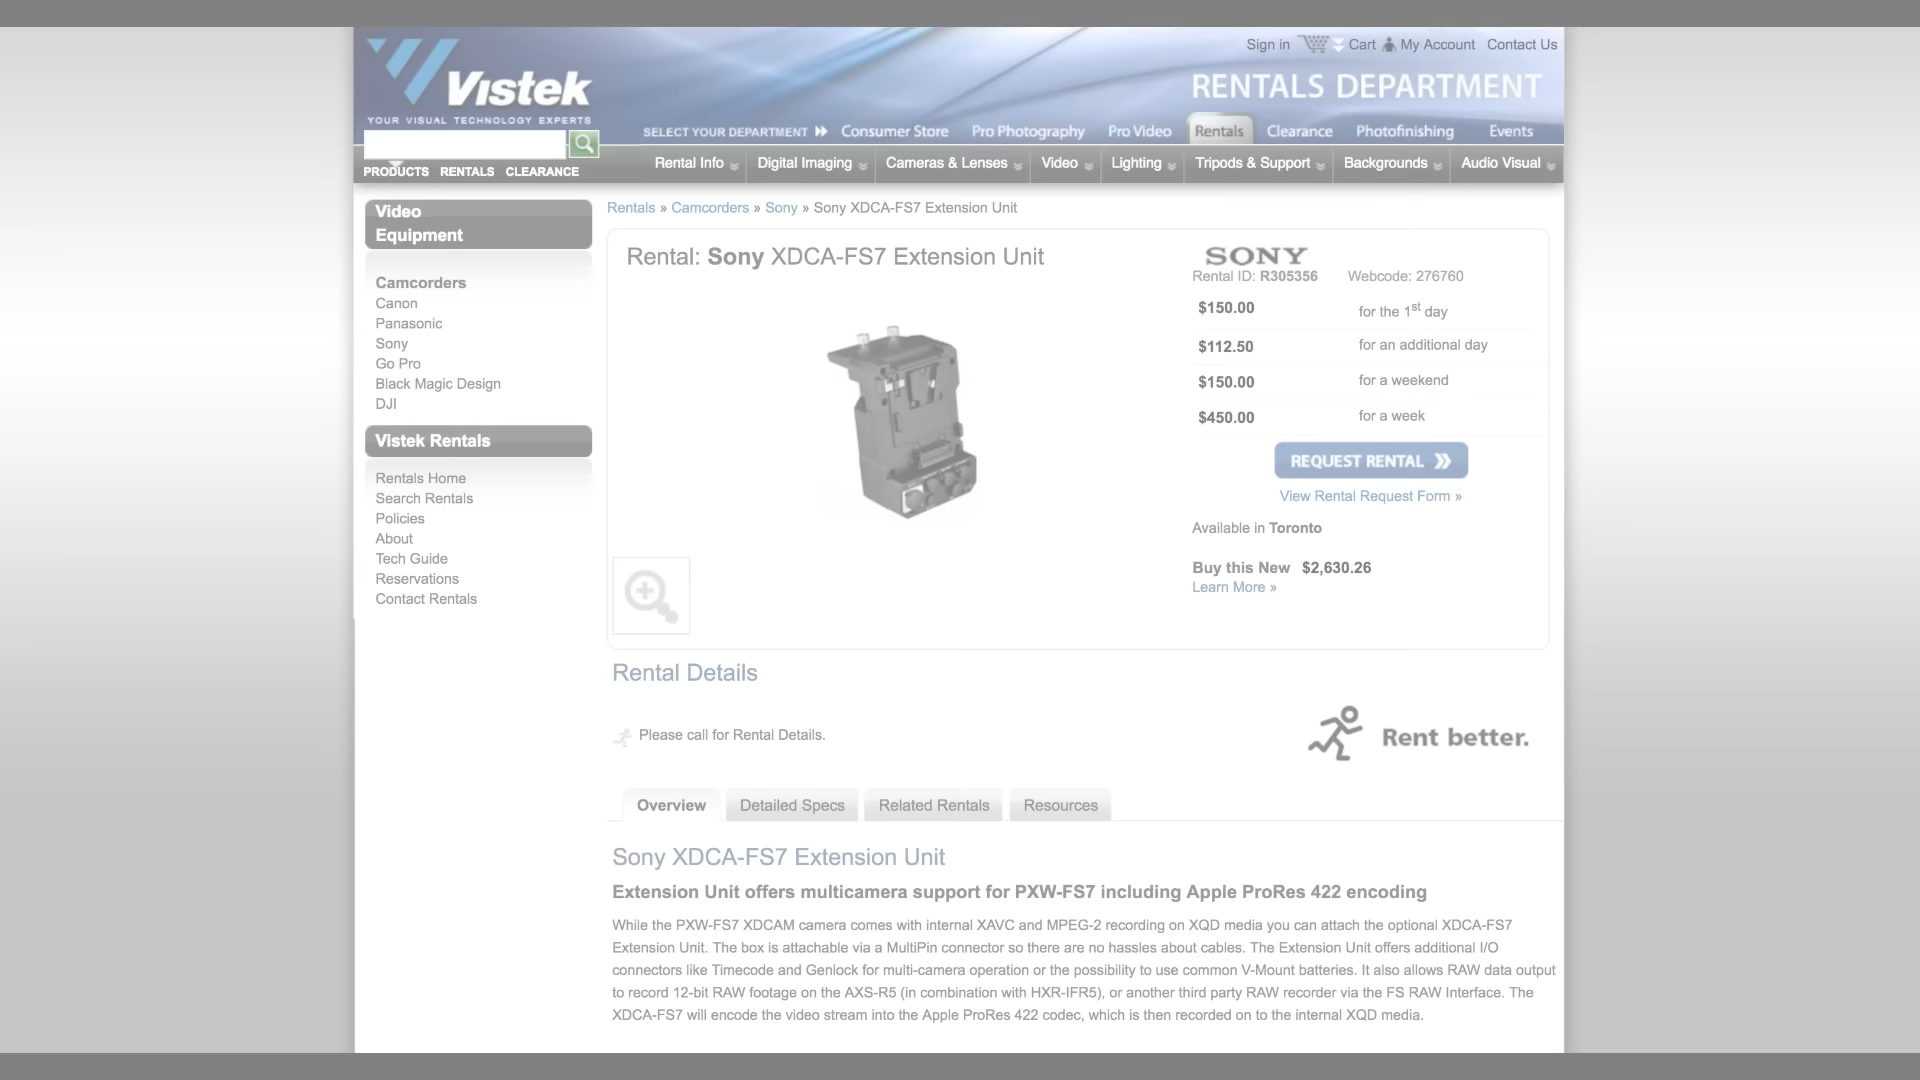 Sign in Cart My Account Contact Us
Vistek
YOUR VISUAL TECHNOLOGY EXPERTS
RENTALS DEPARTMENT
SELECT YOUR DEPARTMENT Consumer Store Pro Photography Pro Video Rentals Clearance Photofinishing Events
PRODUCTS RENTALS CLEARANCE
Rental Info Digital Imaging Cameras & Lenses Video Lighting Tripods & Support Backgrounds Audio Visual
Video
Equipment
Camcorders
Canon
Panasonic
Sony
Go Pro
Black Magic Design
DJI
Vistek Rentals
Rentals Home
Search Rentals
Policies
About
Tech Guide
Reservations
Contact Rentals
Rentals » Camcorders » Sony » Sony XDCA-FS7 Extension Unit
Rental: Sony XDCA-FS7 Extension Unit
SONY
Rental ID: R305356 Webcode: 276760
$150.00 for the 1st day
$112.50 for an additional day
$150.00 for a weekend
$450.00 for a week
REQUEST RENTAL »
View Rental Request Form »
Available in Toronto
Buy this New $2,630.26
Learn More »
Rental Details
Please call for Rental Details.
Rent better.
Overview Detailed Specs Related Rentals Resources
Sony XDCA-FS7 Extension Unit
Extension Unit offers multicamera support for PXW-FS7 including Apple ProRes 422 encoding
While the PXW-FS7 XDCAM camera comes with internal XAVC and MPEG-2 recording on XQD media you can attach the optional XDCA-FS7
Extension Unit. The box is attachable via a MultiPin connector so there are no hassles about cables. The Extension Unit offers additional I/O
connectors like Timecode and Genlock for multi-camera operation or the possibility to use common V-Mount batteries. It also allows RAW data output
to record 12-bit RAW footage on the AXS-R5 (in combination with HXR-IFR5), or another third party RAW recorder via the FS RAW Interface. The
XDCA-FS7 will encode the video stream into the Apple ProRes 422 codec, which is then recorded on to the internal XQD media.